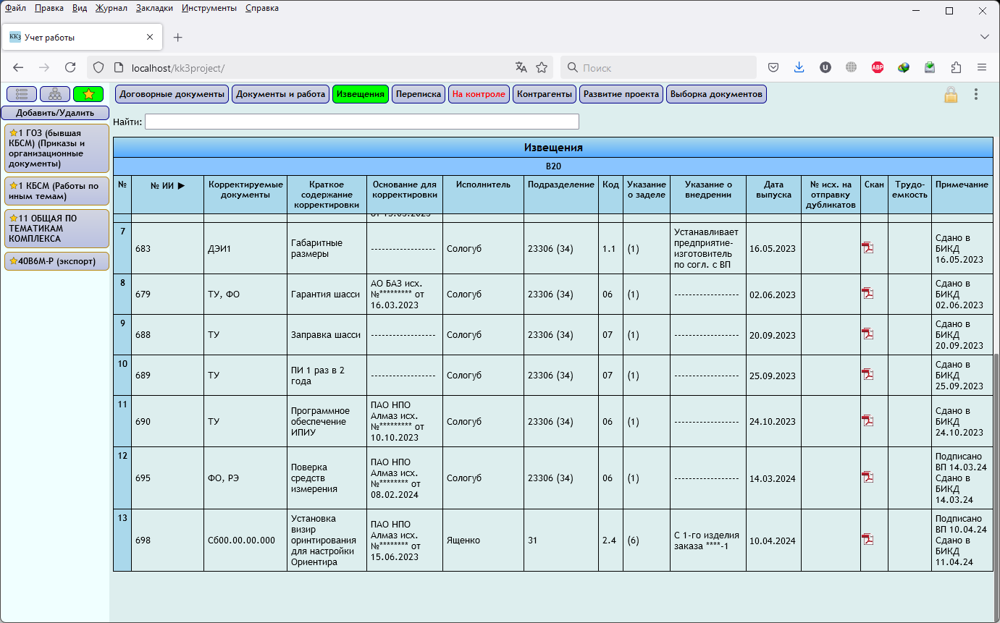 Файл Правка Вид Журнал Закладки Инструменты Справка
КК3 Учет работы
localhost/kk3project/ Поиск
Договорные документы Документы и работа Извещения Переписка На контроле Контрагенты Развитие проекта Выборка документов
Добавить/Удалить
1 ГОЗ (бывшая
КБСМ) (Приказы и
организационные
документы)
1 КБСМ (Работы по
иным темам)
11 ОБЩАЯ ПО
ТЕМАТИКАМ
КОМПЛЕКСА
40В6М-Р (экспорт)
Найти:
Извещения
В20
№
№ ИИ ▶
Корректируемые
документы
Краткое
содержание
корректировки
Основание для
корректировки
Исполнитель
Подразделение
Код
Указание
о заделе
Указание о
внедрении
Дата
выпуска
№ исх. на
отправку
дубликатов
Скан
Трудо-
емкость
Примечание
7
683
ДЭИ1
Габаритные
размеры
------------------
Сологуб
23306 (34)
1.1
(1)
Устанавливает
предприятие-
изготовитель
по согл. с ВП
16.05.2023
Сдано в
БИКД
16.05.2023
8
679
ТУ, ФО
Гарантия шасси
АО БАЗ исх.
№********* от
16.03.2023
Сологуб
23306 (34)
06
(1)
------------------
02.06.2023
Сдано в
БИКД
02.06.2023
9
688
ТУ
Заправка шасси
------------------
Сологуб
23306 (34)
07
(1)
------------------
20.09.2023
Сдано в
БИКД
20.09.2023
10
689
ТУ
ПИ 1 раз в 2
года
------------------
Сологуб
23306 (34)
07
(1)
------------------
25.09.2023
Сдано в
БИКД
25.09.2023
11
690
ТУ
Программное
обеспечение
ИПИУ
ПАО НПО
Алмаз исх.
№********* от
10.10.2023
Сологуб
23306 (34)
06
(1)
------------------
24.10.2023
Сдано в
БИКД
24.10.2023
12
695
ФО, РЭ
Поверка
средств
измерения
ПАО НПО
Алмаз исх.
№******** от
08.02.2024
Сологуб
23306 (34)
06
(1)
------------------
14.03.2024
Подписано
ВП 14.03.24
Сдано в
БИКД
14.03.24
13
698
Сб00.00.00.000
Установка
визир
оринтирования
для настройки
Ориентира
ПАО НПО
Алмаз исх.
№******** от
15.06.2023
Ященко
31
2.4
(6)
С 1-го изделия
заказа ****-1
10.04.2024
Подписано
ВП 10.04.24
Сдано в
БИКД
11.04.24